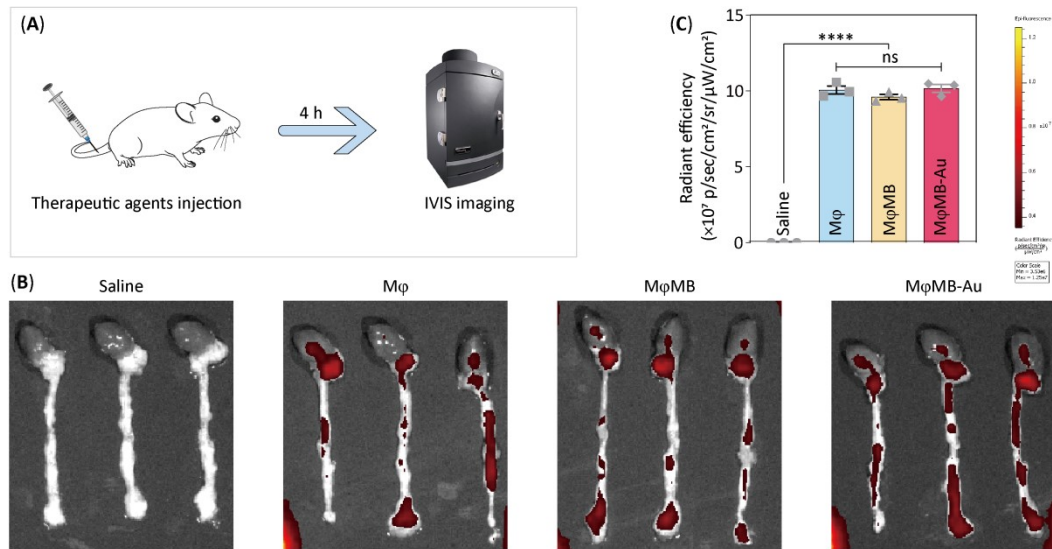 (A)
4 h
Therapeutic agents injection
IVIS imaging
(C)
15
10
5
0
Radiant efficiency
(×10⁷ p/sec/cm²/sr/µW/cm²)
****
ns
Saline
Mφ
MφMB
MφMB-Au
Epi-fluorescence
1.2
1.0
0.8
0.6
0.4
Radiant Efficiency
Color Scale
(B)
Saline
Mφ
MφMB
MφMB-Au